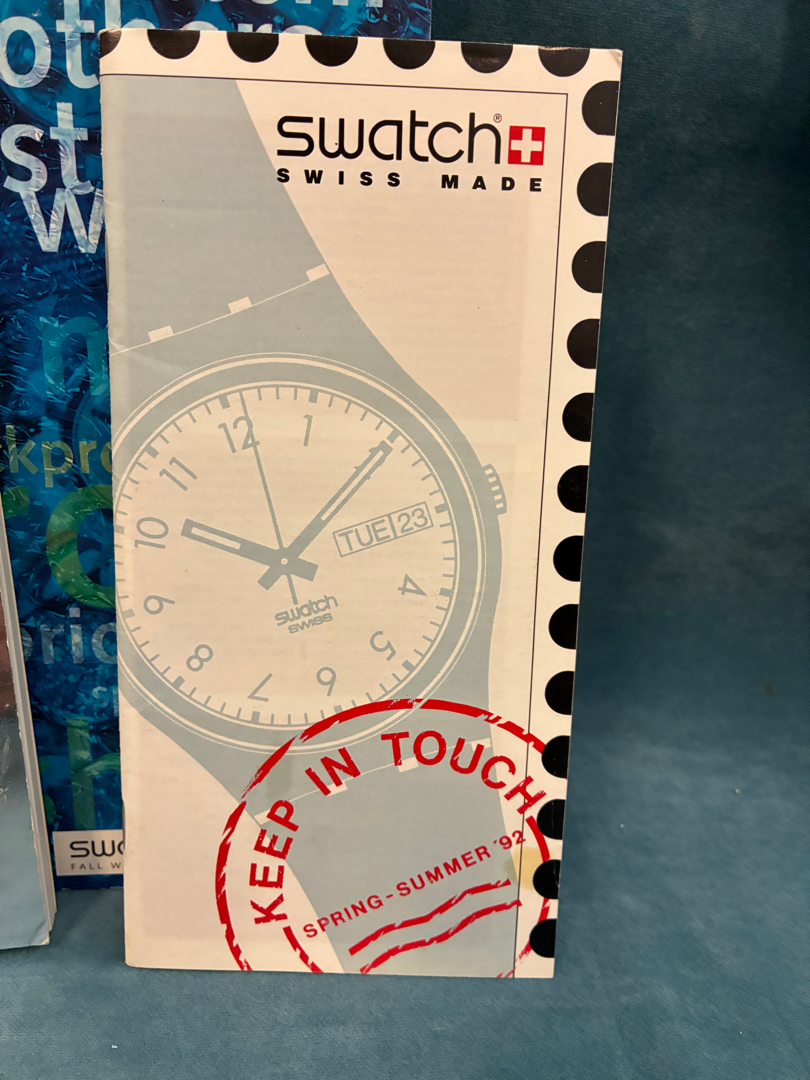 swatch®
SWISS MADE
12
1
11
10
TUE 23
9
4
swatch
SWISS
8
5
7
6
KEEP IN TOUCH
SPRING-SUMMER '92
st
w